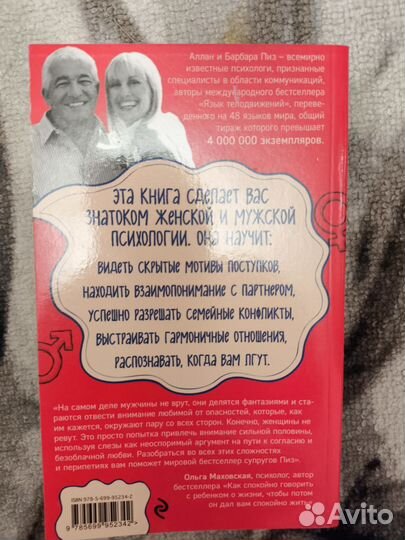 Аллан и Барбара Пиз – всемирно
известные психологи, признанные
специалисты в области коммуникаций,
авторы международного бестселлера
«Язык телодвижений», переве-
денного на 48 языков мира, общий
тираж которого превышает
4 000 000 экземпляров.
ЭТА КНИГА СДЕЛАЕТ ВАС
ЗНАТОКОМ ЖЕНСКОЙ И МУЖСКОЙ
ПСИХОЛОГИИ. ОНА НАУЧИТ:
ВИДЕТЬ СКРЫТЫЕ МОТИВЫ ПОСТУПКОВ,
НАХОДИТЬ ВЗАИМОПОНИМАНИЕ С ПАРТНЕРОМ,
УСПЕШНО РАЗРЕШАТЬ СЕМЕЙНЫЕ КОНФЛИКТЫ,
ВЫСТРАИВАТЬ ГАРМОНИЧНЫЕ ОТНОШЕНИЯ,
РАСПОЗНАВАТЬ, КОГДА ВАМ ЛГУТ.
«На самом деле мужчины не врут, они делятся фантазиями и ста-
раются отвести внимание любимой от опасностей, которые, как
им кажется, окружают пару со всех сторон. Конечно, женщины не
ревут. Это просто попытка привлечь внимание сильной половины,
используя слезы как неоспоримый аргумент на пути к согласию и
безоблачной любви. Разобраться во всех этих сложностях
и перипетиях вам поможет мировой бестселлер супругов Пиз».
Ольга Маховская, психолог, автор
бестселлера «Как спокойно говорить
с ребенком о жизни, чтобы потом
он дал вам спокойно жить»
ISBN 978-5-699-95234-2
9 785699 952342 >
Avito